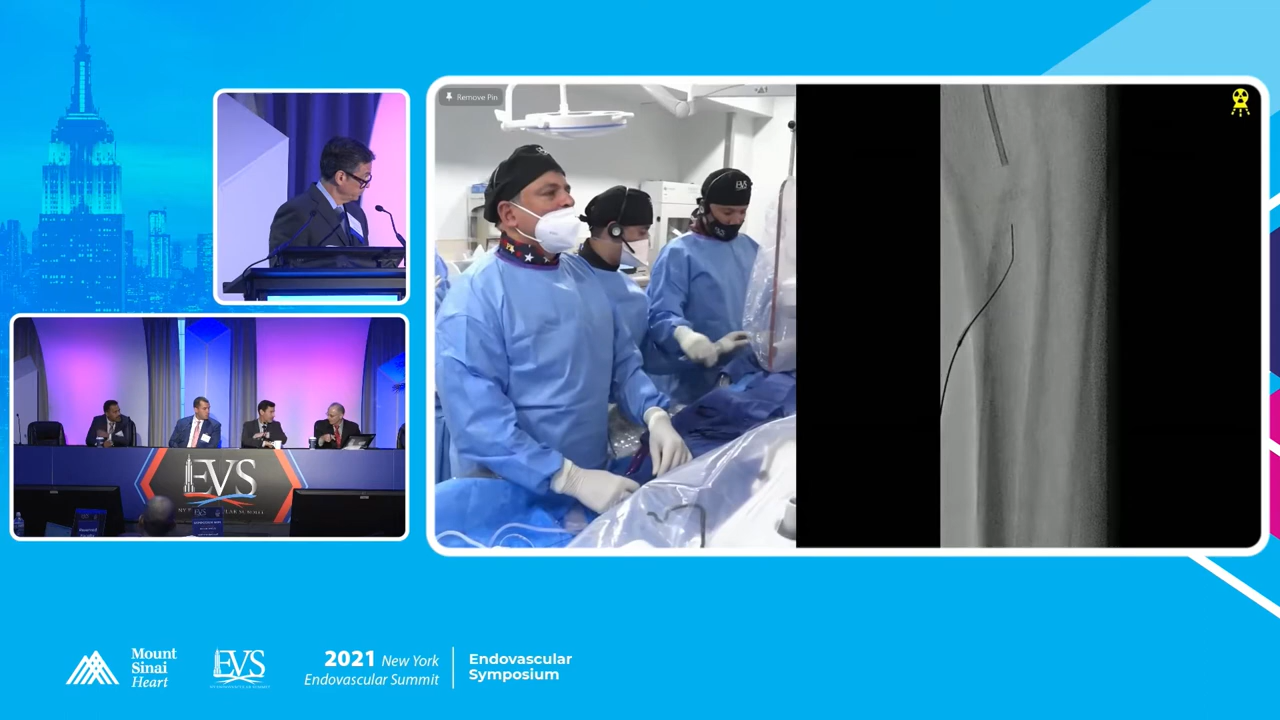 Remove Pin
EVS
Mount
Sinai
Heart
EVS
2021 New York
Endovascular Summit
Endovascular
Symposium